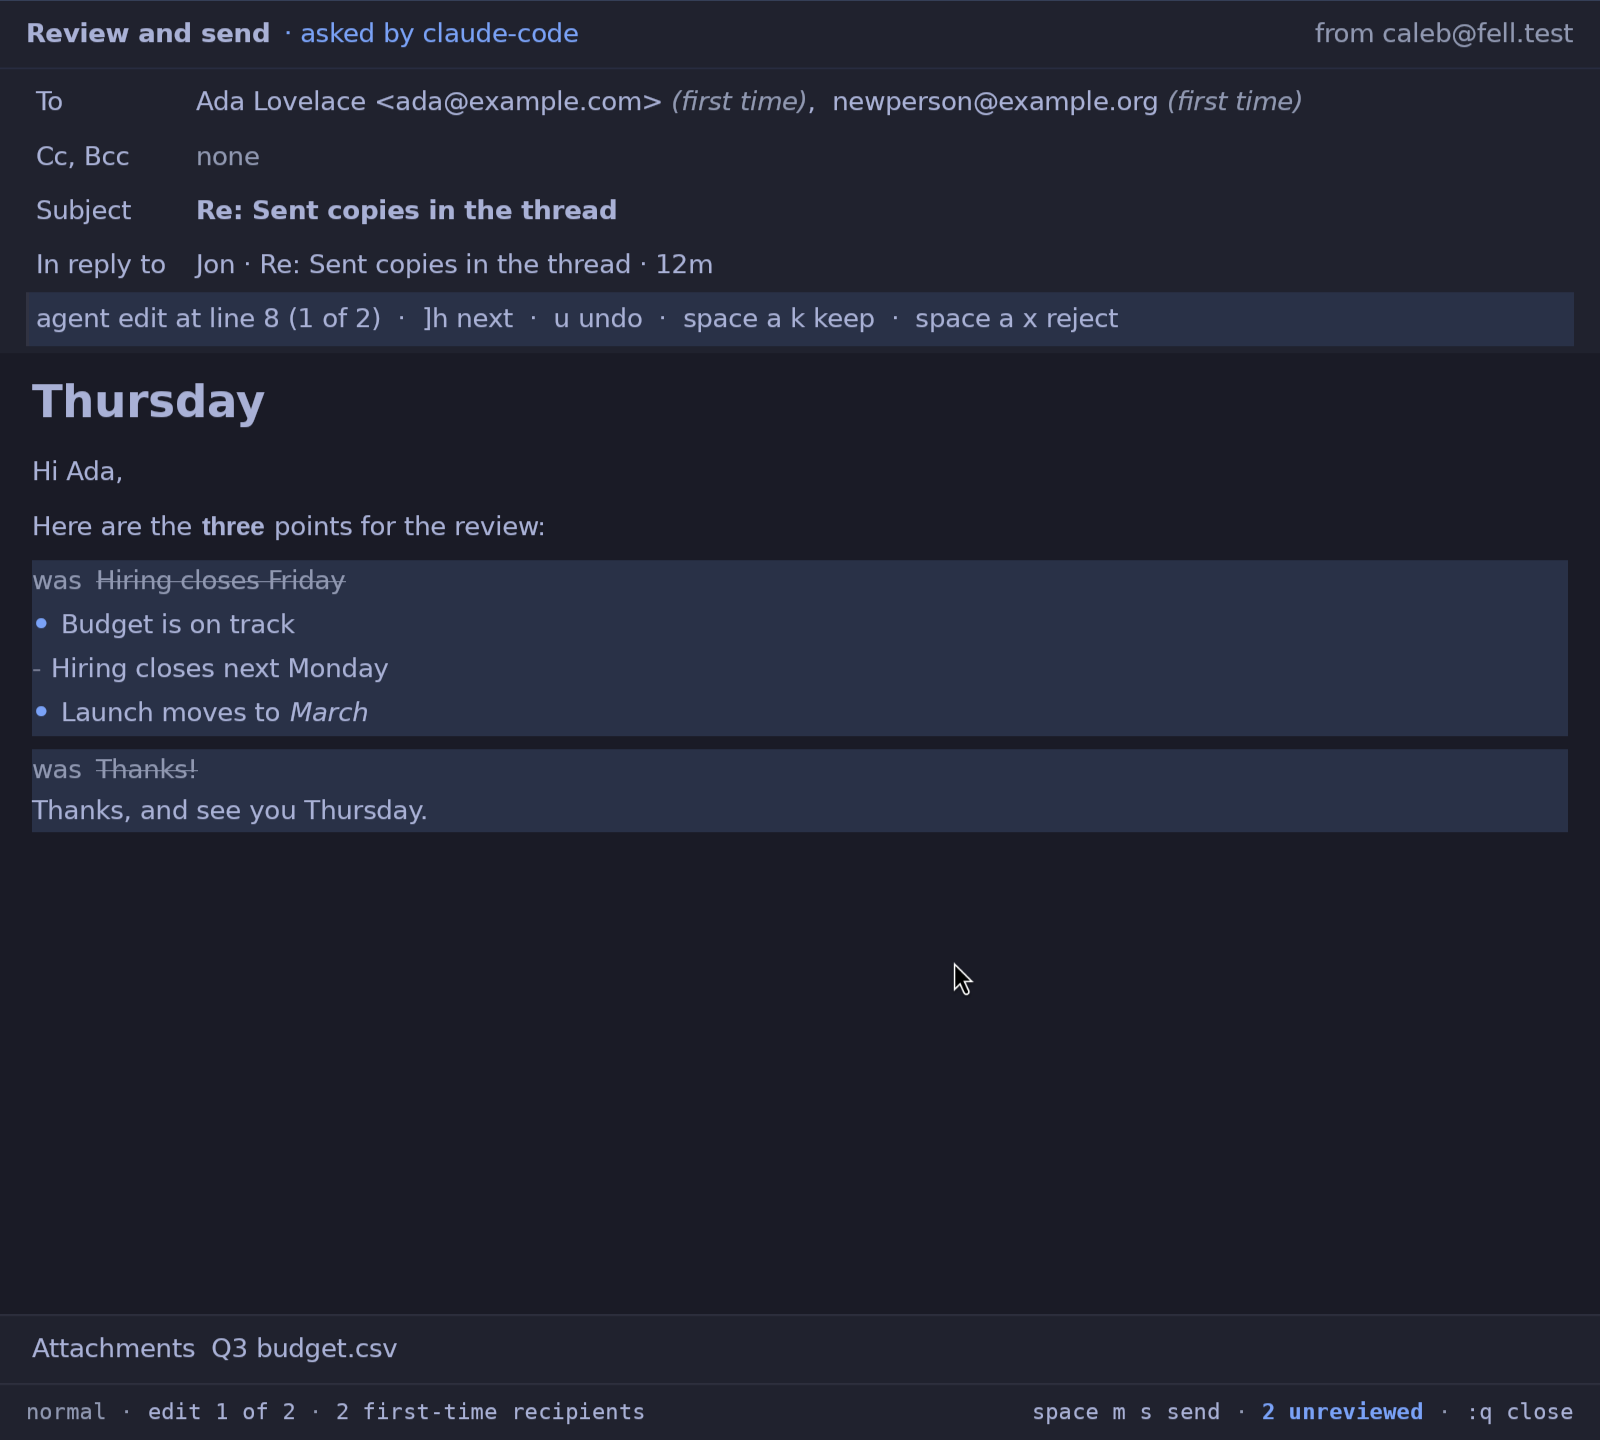 Review and send · asked by claude-code from caleb@fell.test
To Ada Lovelace <ada@example.com> (first time), newperson@example.org (first time)
Cc, Bcc none
Subject Re: Sent copies in the thread
In reply to Jon · Re: Sent copies in the thread · 12m
agent edit at line 8 (1 of 2) · ]h next · u undo · space a k keep · space a x reject
Thursday
Hi Ada,
Here are the three points for the review:
was Hiring closes Friday
• Budget is on track
- Hiring closes next Monday
• Launch moves to March
was Thanks!
Thanks, and see you Thursday.
Attachments Q3 budget.csv
normal · edit 1 of 2 · 2 first-time recipients space m s send · 2 unreviewed · :q close